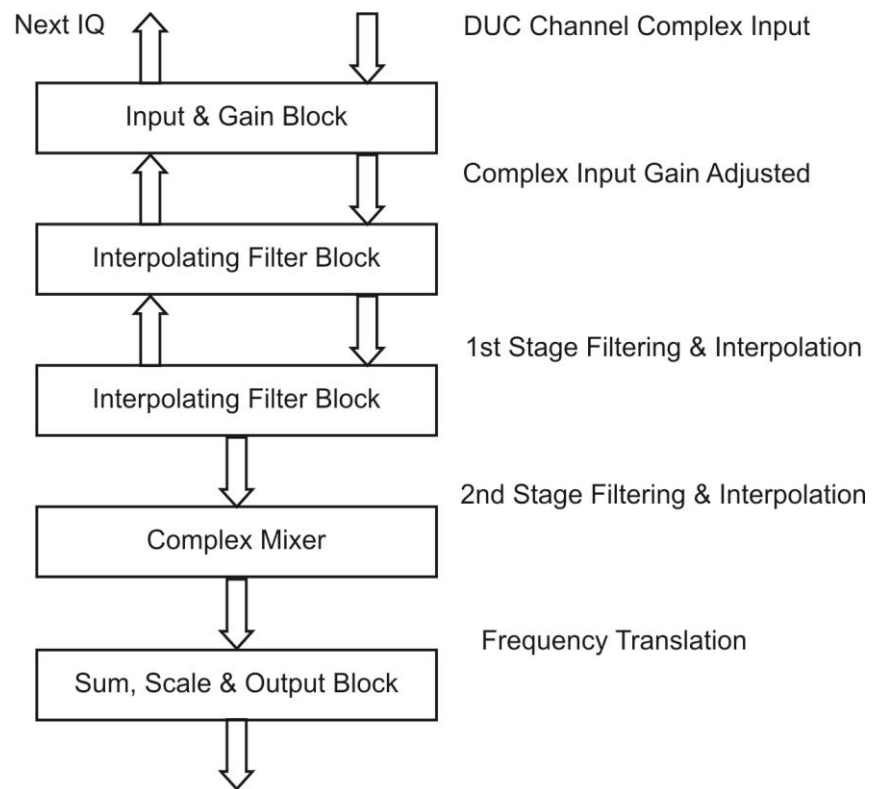 Next IQ
DUC Channel Complex Input
Input & Gain Block
Complex Input Gain Adjusted
Interpolating Filter Block
1st Stage Filtering & Interpolation
Interpolating Filter Block
2nd Stage Filtering & Interpolation
Complex Mixer
Frequency Translation
Sum, Scale & Output Block